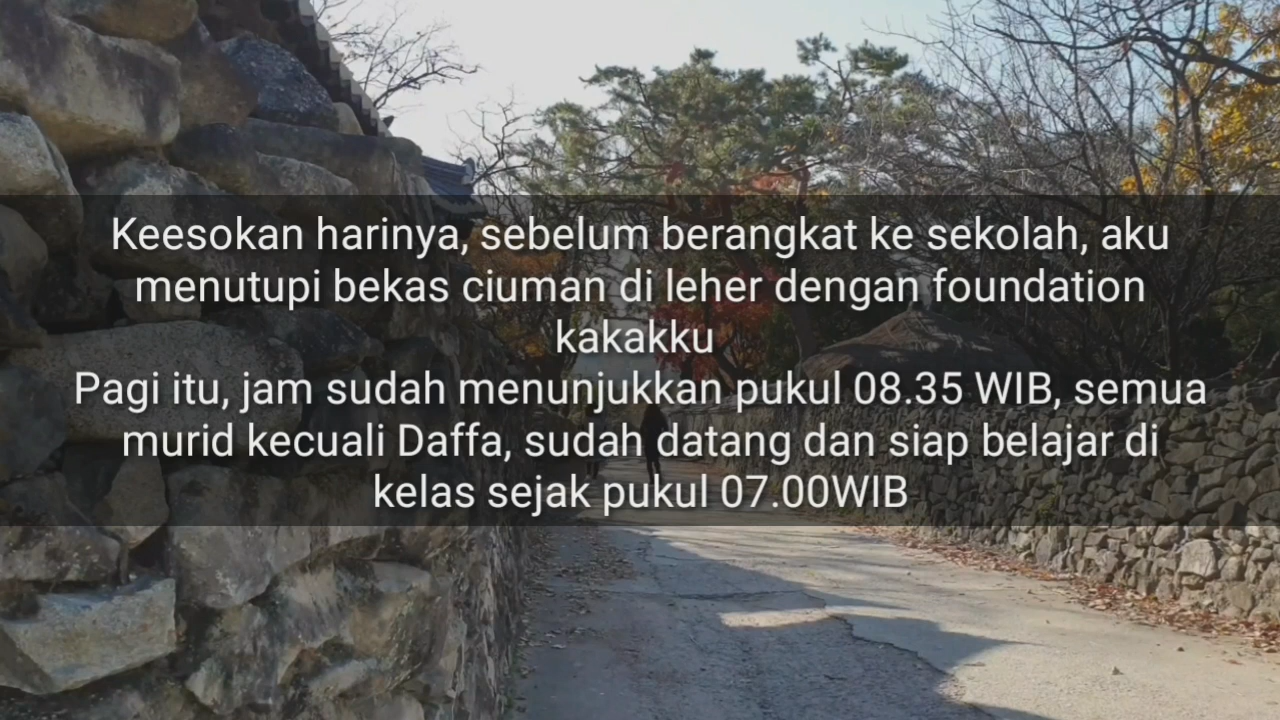 Keesokan harinya, sebelum berangkat ke sekolah, aku
menutupi bekas ciuman di leher dengan foundation
kakakku
Pagi itu, jam sudah menunjukkan pukul 08.35 WIB, semua
murid kecuali Daffa, sudah datang dan siap belajar di
kelas sejak pukul 07.00WIB